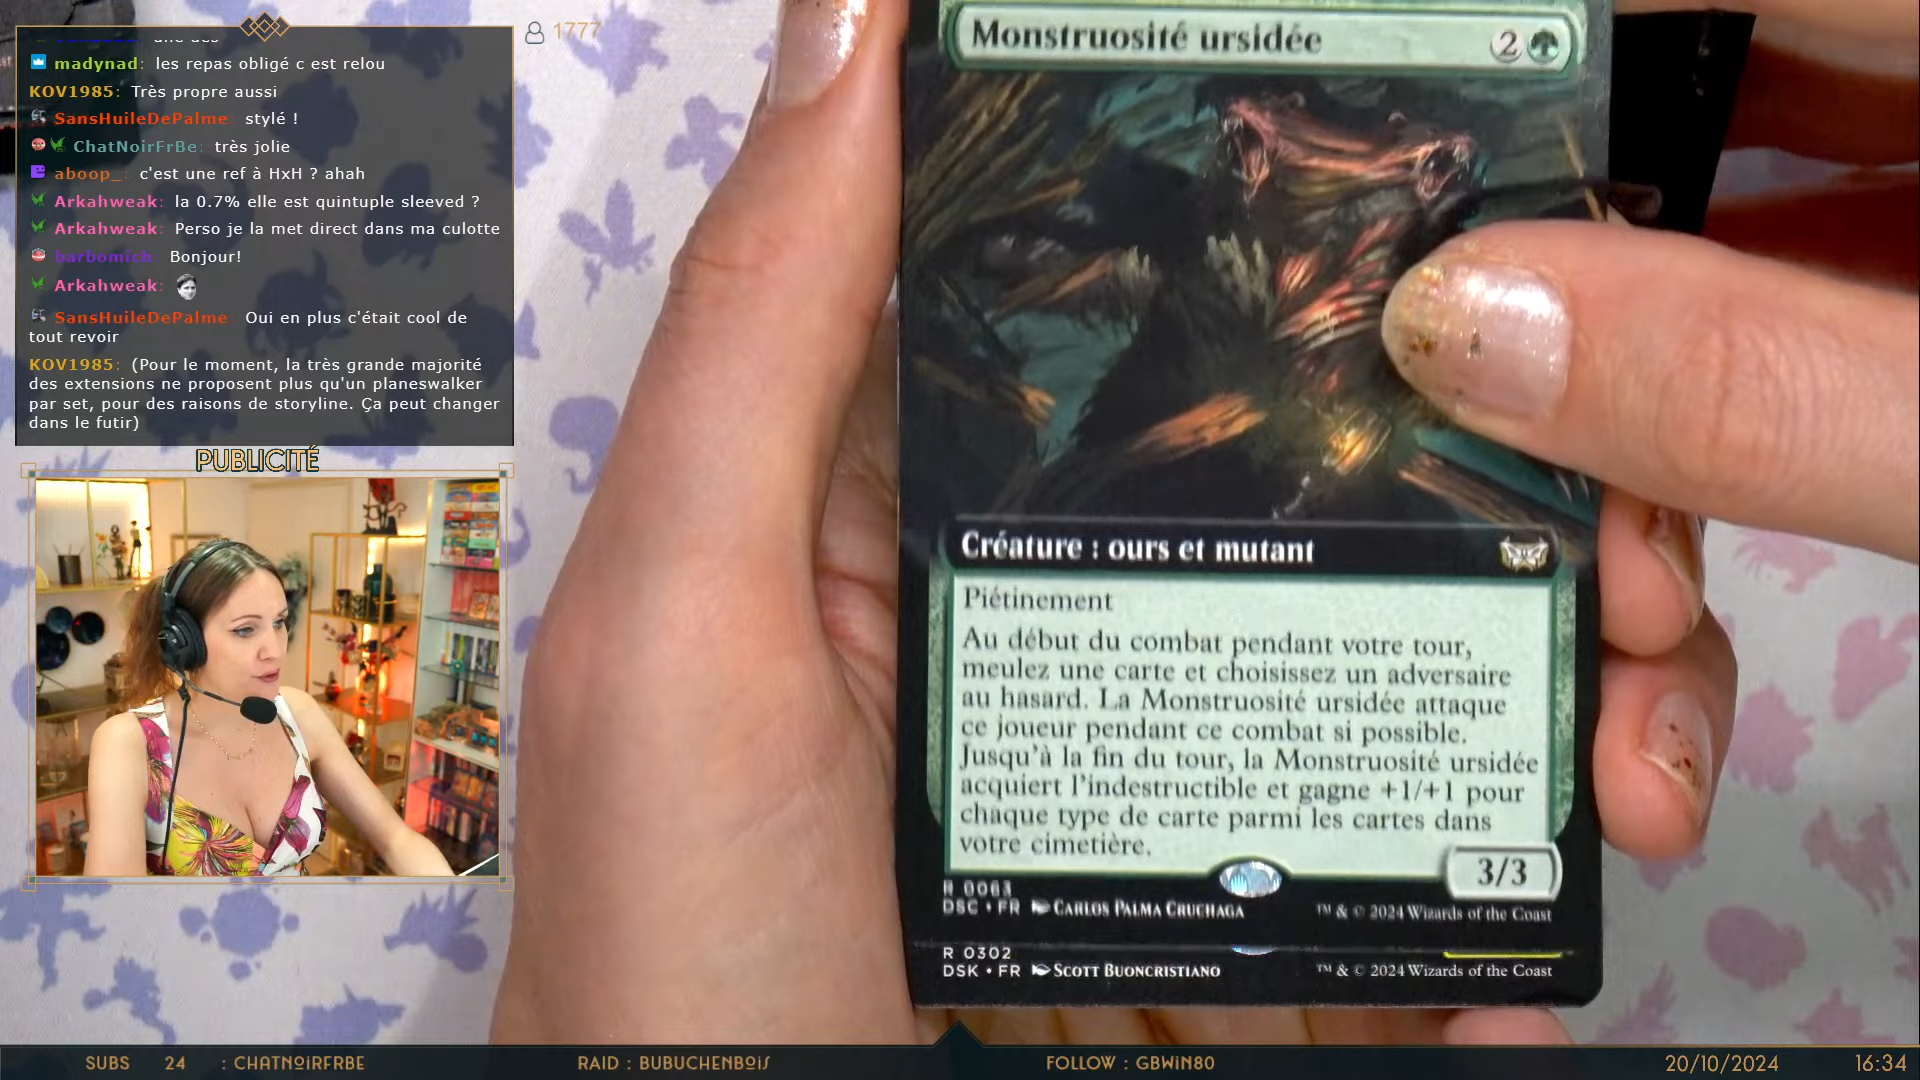 1777
une des
madynad: les repas obligé c est relou
KOV1985: Très propre aussi
SansHuileDePalme: stylé !
ChatNoirFrBe: très jolie
aboop_: c'est une ref à HxH ? ahah
Arkahweak: la 0.7% elle est quintuple sleeved ?
Arkahweak: Perso je la met direct dans ma culotte
barbomich: Bonjour!
Arkahweak:
SansHuileDePalme: Oui en plus c'était cool de
tout revoir
KOV1985: (Pour le moment, la très grande majorité
des extensions ne proposent plus qu'un planeswalker
par set, pour des raisons de storyline. Ça peut changer
dans le futir)
PUBLICITÉ
Monstruosité ursidée 2
Créature : ours et mutant
Piétinement
Au début du combat pendant votre tour,
meulez une carte et choisissez un adversaire
au hasard. La Monstruosité ursidée attaque
ce joueur pendant ce combat si possible.
Jusqu'à la fin du tour, la Monstruosité ursidée
acquiert l'indestructible et gagne +1/+1 pour
chaque type de carte parmi les cartes dans
votre cimetière.
3/3
R 0063
DSC • FR CARLOS PALMA CRUCHAGA ™ & © 2024 Wizards of the Coast
R 0302
DSK • FR SCOTT BUONCRISTIANO ™ & © 2024 Wizards of the Coast
SUBS 24 : CHATNOIRFRBE RAID : BUBUCHENBOIS FOLLOW : GBWIN80 20/10/2024 16:34